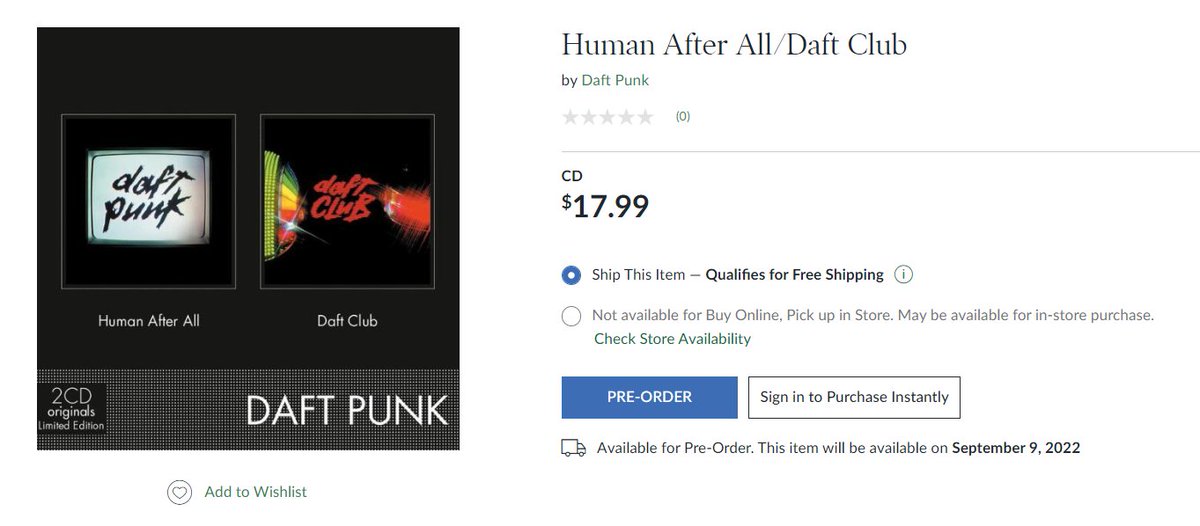 daft
punk
daft
CLUB
Human After All
Daft Club
2CD
originals
Limited Edition
DAFT PUNK
Add to Wishlist
Human After All/Daft Club
by Daft Punk
(0)
CD
$17.99
Ship This Item — Qualifies for Free Shipping i
Not available for Buy Online, Pick up in Store. May be available for in-store purchase.
Check Store Availability
PRE-ORDER
Sign in to Purchase Instantly
Available for Pre-Order. This item will be available on September 9, 2022